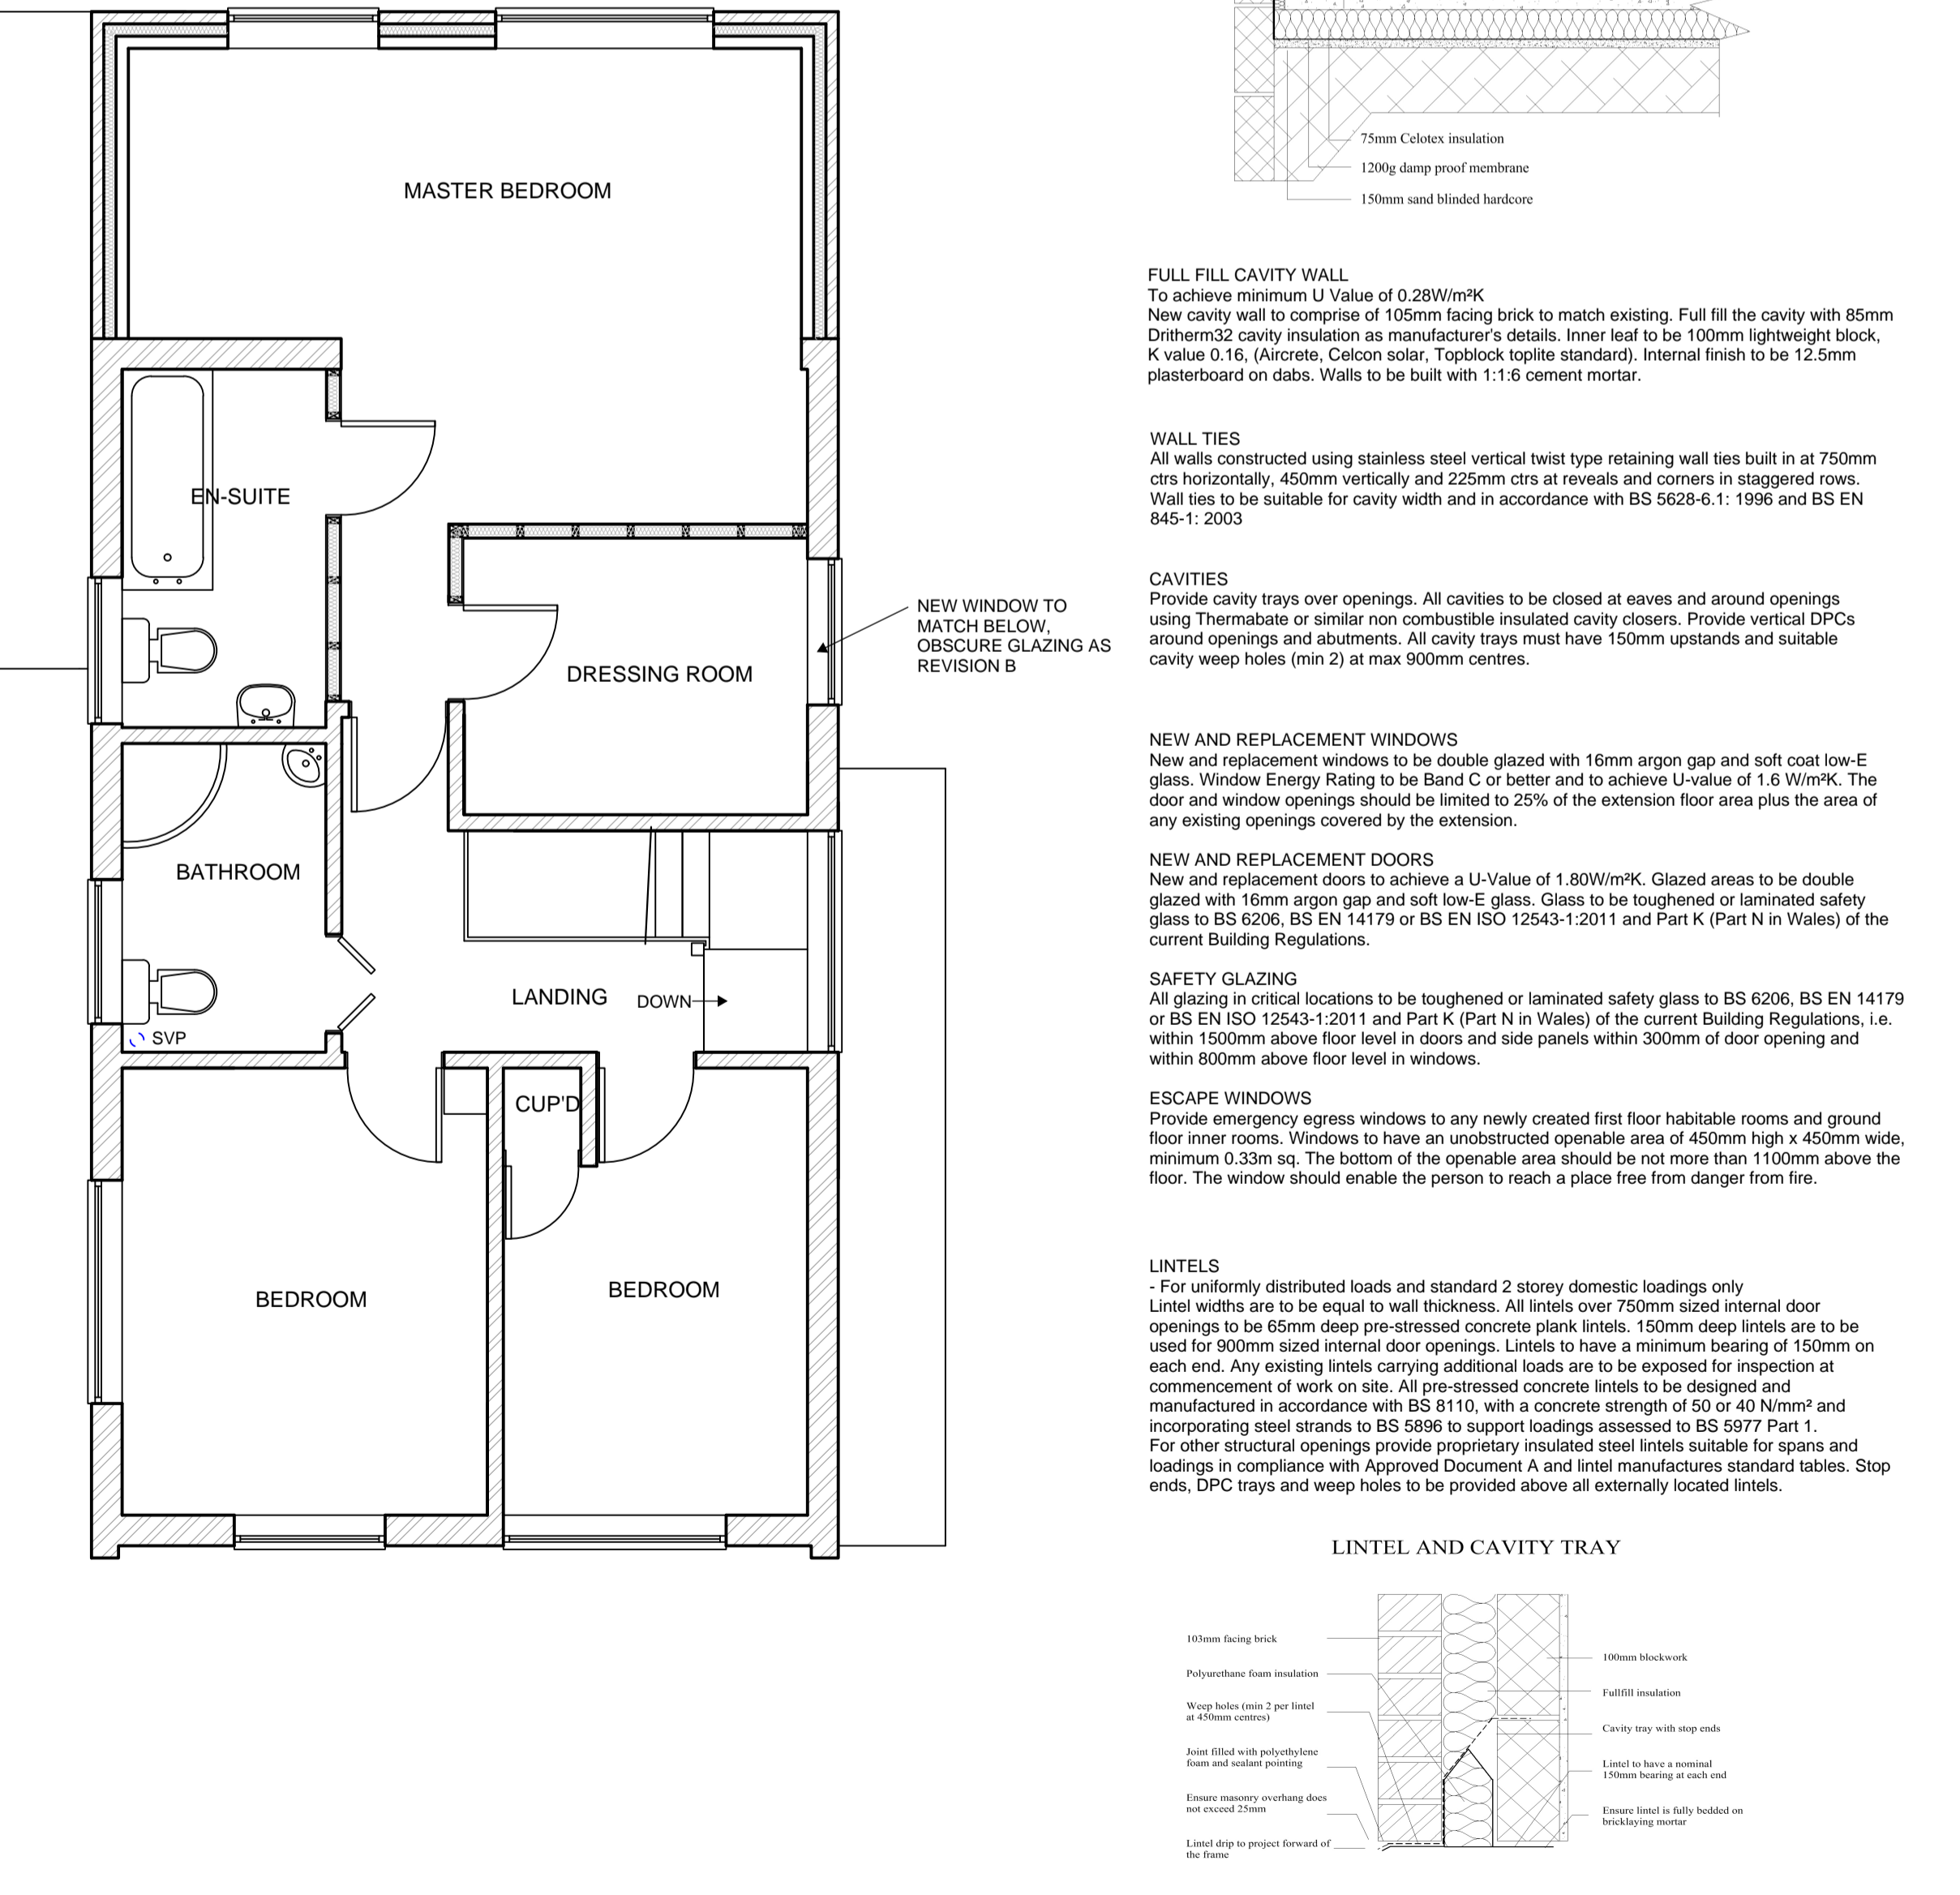 MASTER BEDROOM
EN-SUITE
DRESSING ROOM
NEW WINDOW TO
MATCH BELOW,
OBSCURE GLAZING AS
REVISION B
BATHROOM
SVP
LANDING
DOWN
CUP'D
BEDROOM
BEDROOM
75mm Celotex insulation
1200g damp proof membrane
150mm sand blinded hardcore
FULL FILL CAVITY WALL
To achieve minimum U Value of 0.28W/m²K
New cavity wall to comprise of 105mm facing brick to match existing. Full fill the cavity with 85mm
Dritherm32 cavity insulation as manufacturer's details. Inner leaf to be 100mm lightweight block,
K value 0.16, (Aircrete, Celcon solar, Topblock toplite standard). Internal finish to be 12.5mm
plasterboard on dabs. Walls to be built with 1:1:6 cement mortar.
WALL TIES
All walls constructed using stainless steel vertical twist type retaining wall ties built in at 750mm
ctrs horizontally, 450mm vertically and 225mm ctrs at reveals and corners in staggered rows.
Wall ties to be suitable for cavity width and in accordance with BS 5628-6.1: 1996 and BS EN
845-1: 2003
CAVITIES
Provide cavity trays over openings. All cavities to be closed at eaves and around openings
using Thermabate or similar non combustible insulated cavity closers. Provide vertical DPCs
around openings and abutments. All cavity trays must have 150mm upstands and suitable
cavity weep holes (min 2) at max 900mm centres.
NEW AND REPLACEMENT WINDOWS
New and replacement windows to be double glazed with 16mm argon gap and soft coat low-E
glass. Window Energy Rating to be Band C or better and to achieve U-value of 1.6 W/m²K. The
door and window openings should be limited to 25% of the extension floor area plus the area of
any existing openings covered by the extension.
NEW AND REPLACEMENT DOORS
New and replacement doors to achieve a U-Value of 1.80W/m²K. Glazed areas to be double
glazed with 16mm argon gap and soft low-E glass. Glass to be toughened or laminated safety
glass to BS 6206, BS EN 14179 or BS EN ISO 12543-1:2011 and Part K (Part N in Wales) of the
current Building Regulations.
SAFETY GLAZING
All glazing in critical locations to be toughened or laminated safety glass to BS 6206, BS EN 14179
or BS EN ISO 12543-1:2011 and Part K (Part N in Wales) of the current Building Regulations, i.e.
within 1500mm above floor level in doors and side panels within 300mm of door opening and
within 800mm above floor level in windows.
ESCAPE WINDOWS
Provide emergency egress windows to any newly created first floor habitable rooms and ground
floor inner rooms. Windows to have an unobstructed openable area of 450mm high x 450mm wide,
minimum 0.33m sq. The bottom of the openable area should be not more than 1100mm above the
floor. The window should enable the person to reach a place free from danger from fire.
LINTELS
- For uniformly distributed loads and standard 2 storey domestic loadings only
Lintel widths are to be equal to wall thickness. All lintels over 750mm sized internal door
openings to be 65mm deep pre-stressed concrete plank lintels. 150mm deep lintels are to be
used for 900mm sized internal door openings. Lintels to have a minimum bearing of 150mm on
each end. Any existing lintels carrying additional loads are to be exposed for inspection at
commencement of work on site. All pre-stressed concrete lintels to be designed and
manufactured in accordance with BS 8110, with a concrete strength of 50 or 40 N/mm² and
incorporating steel strands to BS 5896 to support loadings assessed to BS 5977 Part 1.
For other structural openings provide proprietary insulated steel lintels suitable for spans and
loadings in compliance with Approved Document A and lintel manufactures standard tables. Stop
ends, DPC trays and weep holes to be provided above all externally located lintels.
LINTEL AND CAVITY TRAY
103mm facing brick
Polyurethane foam insulation
Weep holes (min 2 per lintel
at 450mm centres)
Joint filled with polyethylene
foam and sealant pointing
Ensure masonry overhang does
not exceed 25mm
Lintel drip to project forward of
the frame
100mm blockwork
Fullfill insulation
Cavity tray with stop ends
Lintel to have a nominal
150mm bearing at each end
Ensure lintel is fully bedded on
bricklaying mortar